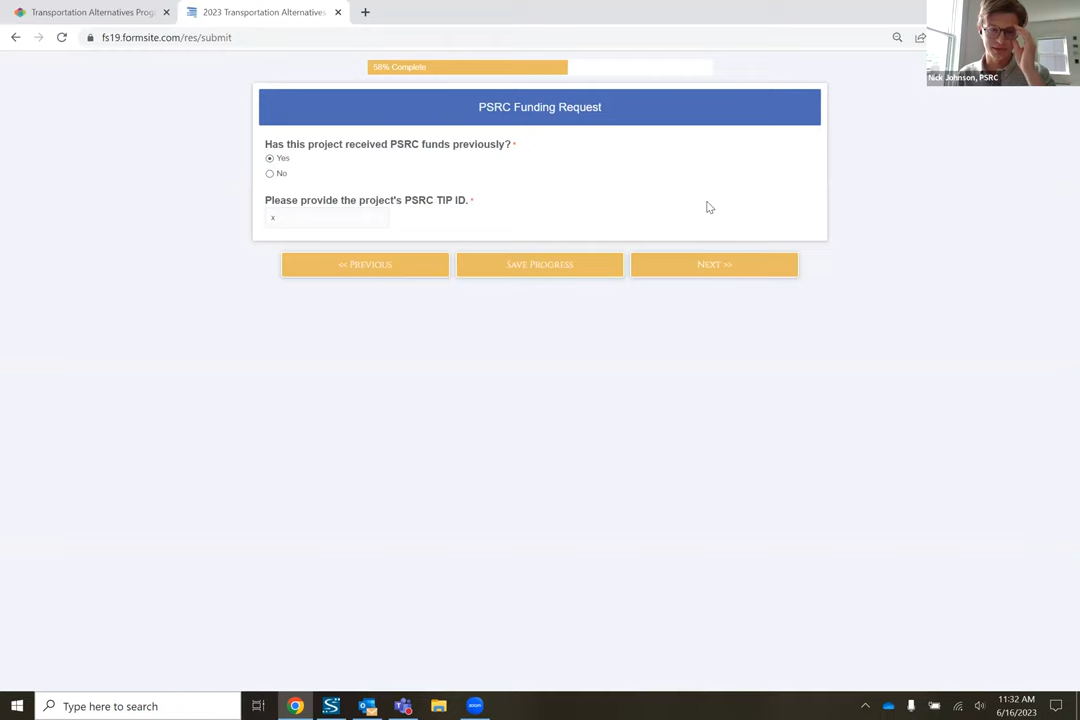 Transportation Alternatives Prog
2023 Transportation Alternatives
fs19.formsite.com/res/submit
Nick Johnson, PSRC
58% Complete
PSRC Funding Request
Has this project received PSRC funds previously? *
Yes
No
Please provide the project's PSRC TIP ID. *
x
<< Previous
Save Progress
Next >>
Type here to search
11:32 AM
6/16/2023